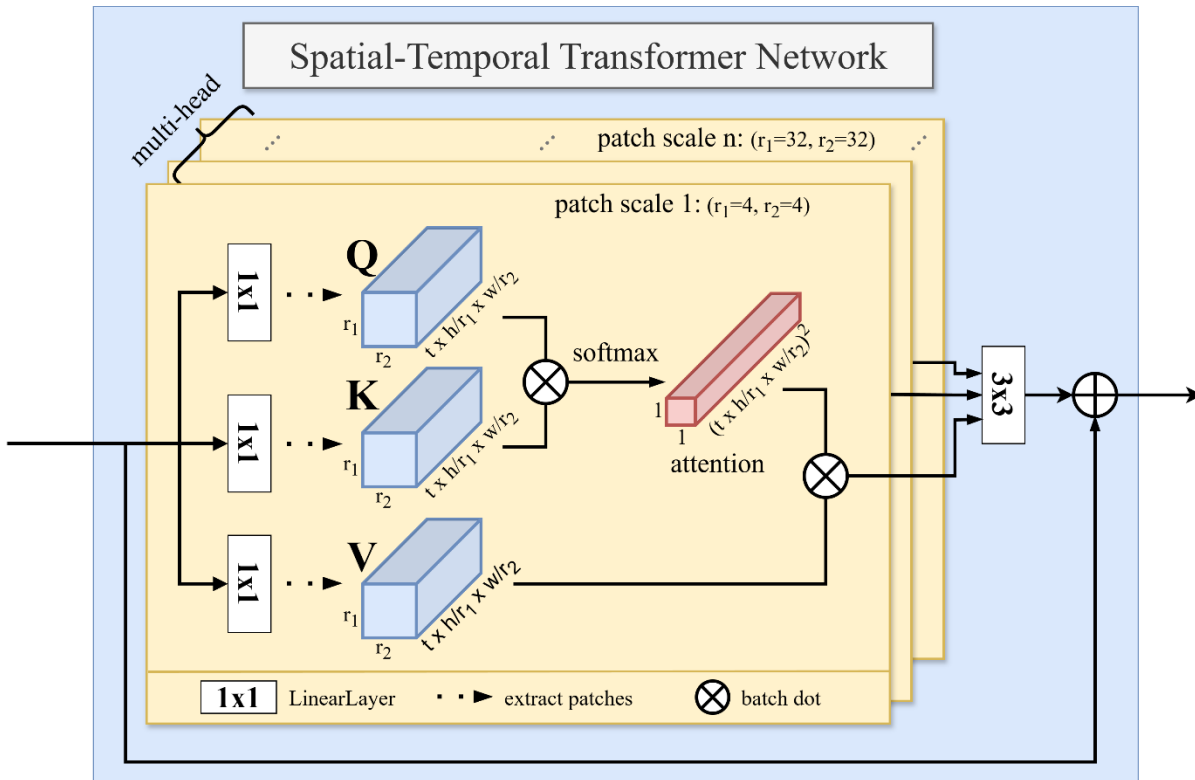 Spatial-Temporal Transformer Network
multi-head
patch scale n: (r₁=32, r₂=32)
patch scale 1: (r₁=4, r₂=4)
1x1
Q
r₁
r₂
t x h/r₁ x w/r₂
1x1
K
r₁
r₂
t x h/r₁ x w/r₂
softmax
1
1
(t x h/r₁ x w/r₂)²
attention
3x3
1x1
V
r₁
r₂
t x h/r₁ x w/r₂
1x1 LinearLayer
extract patches
batch dot